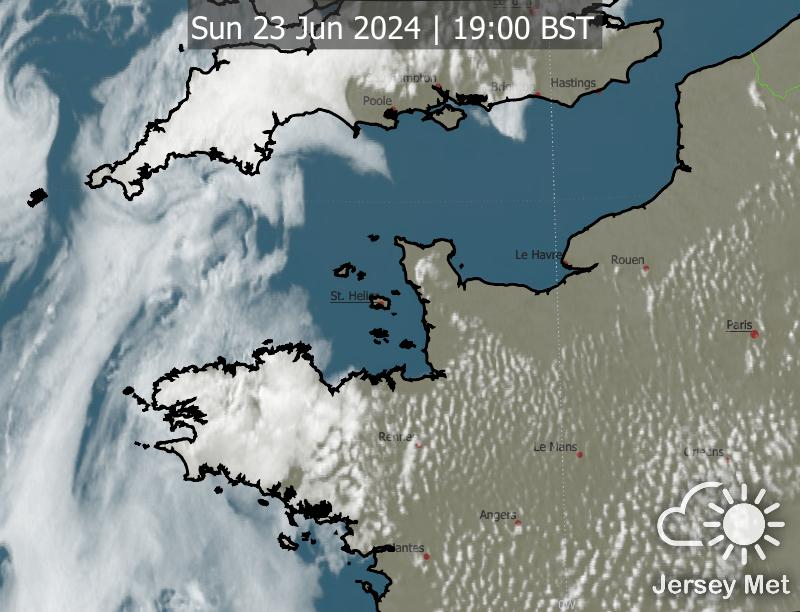 Sun 23 Jun 2024 | 19:00 BST
Hastings
Poole
Le Havre
Rouen
St. Helier
Paris
Rennes
Le Mans
Orleans
Angers
Nantes
Jersey Met
0W